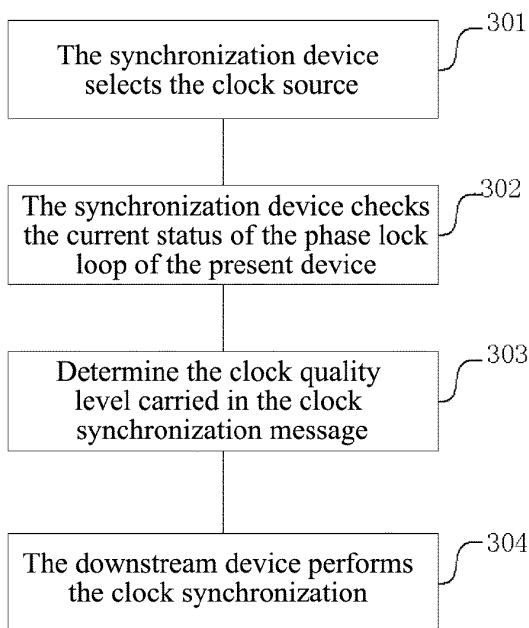 301
The synchronization device
selects the clock source
302
The synchronization device checks
the current status of the phase lock
loop of the present device
303
Determine the clock quality
level carried in the clock
synchronization message
304
The downstream device performs
the clock synchronization